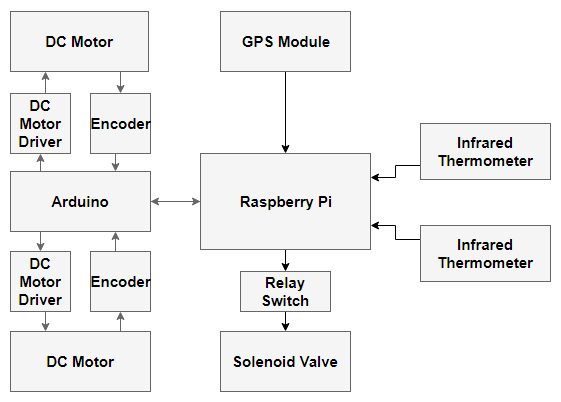 DC Motor
GPS Module
DC
Motor
Driver
Encoder
Infrared
Thermometer
Arduino
Raspberry Pi
Infrared
Thermometer
DC
Motor
Driver
Encoder
Relay
Switch
DC Motor
Solenoid Valve